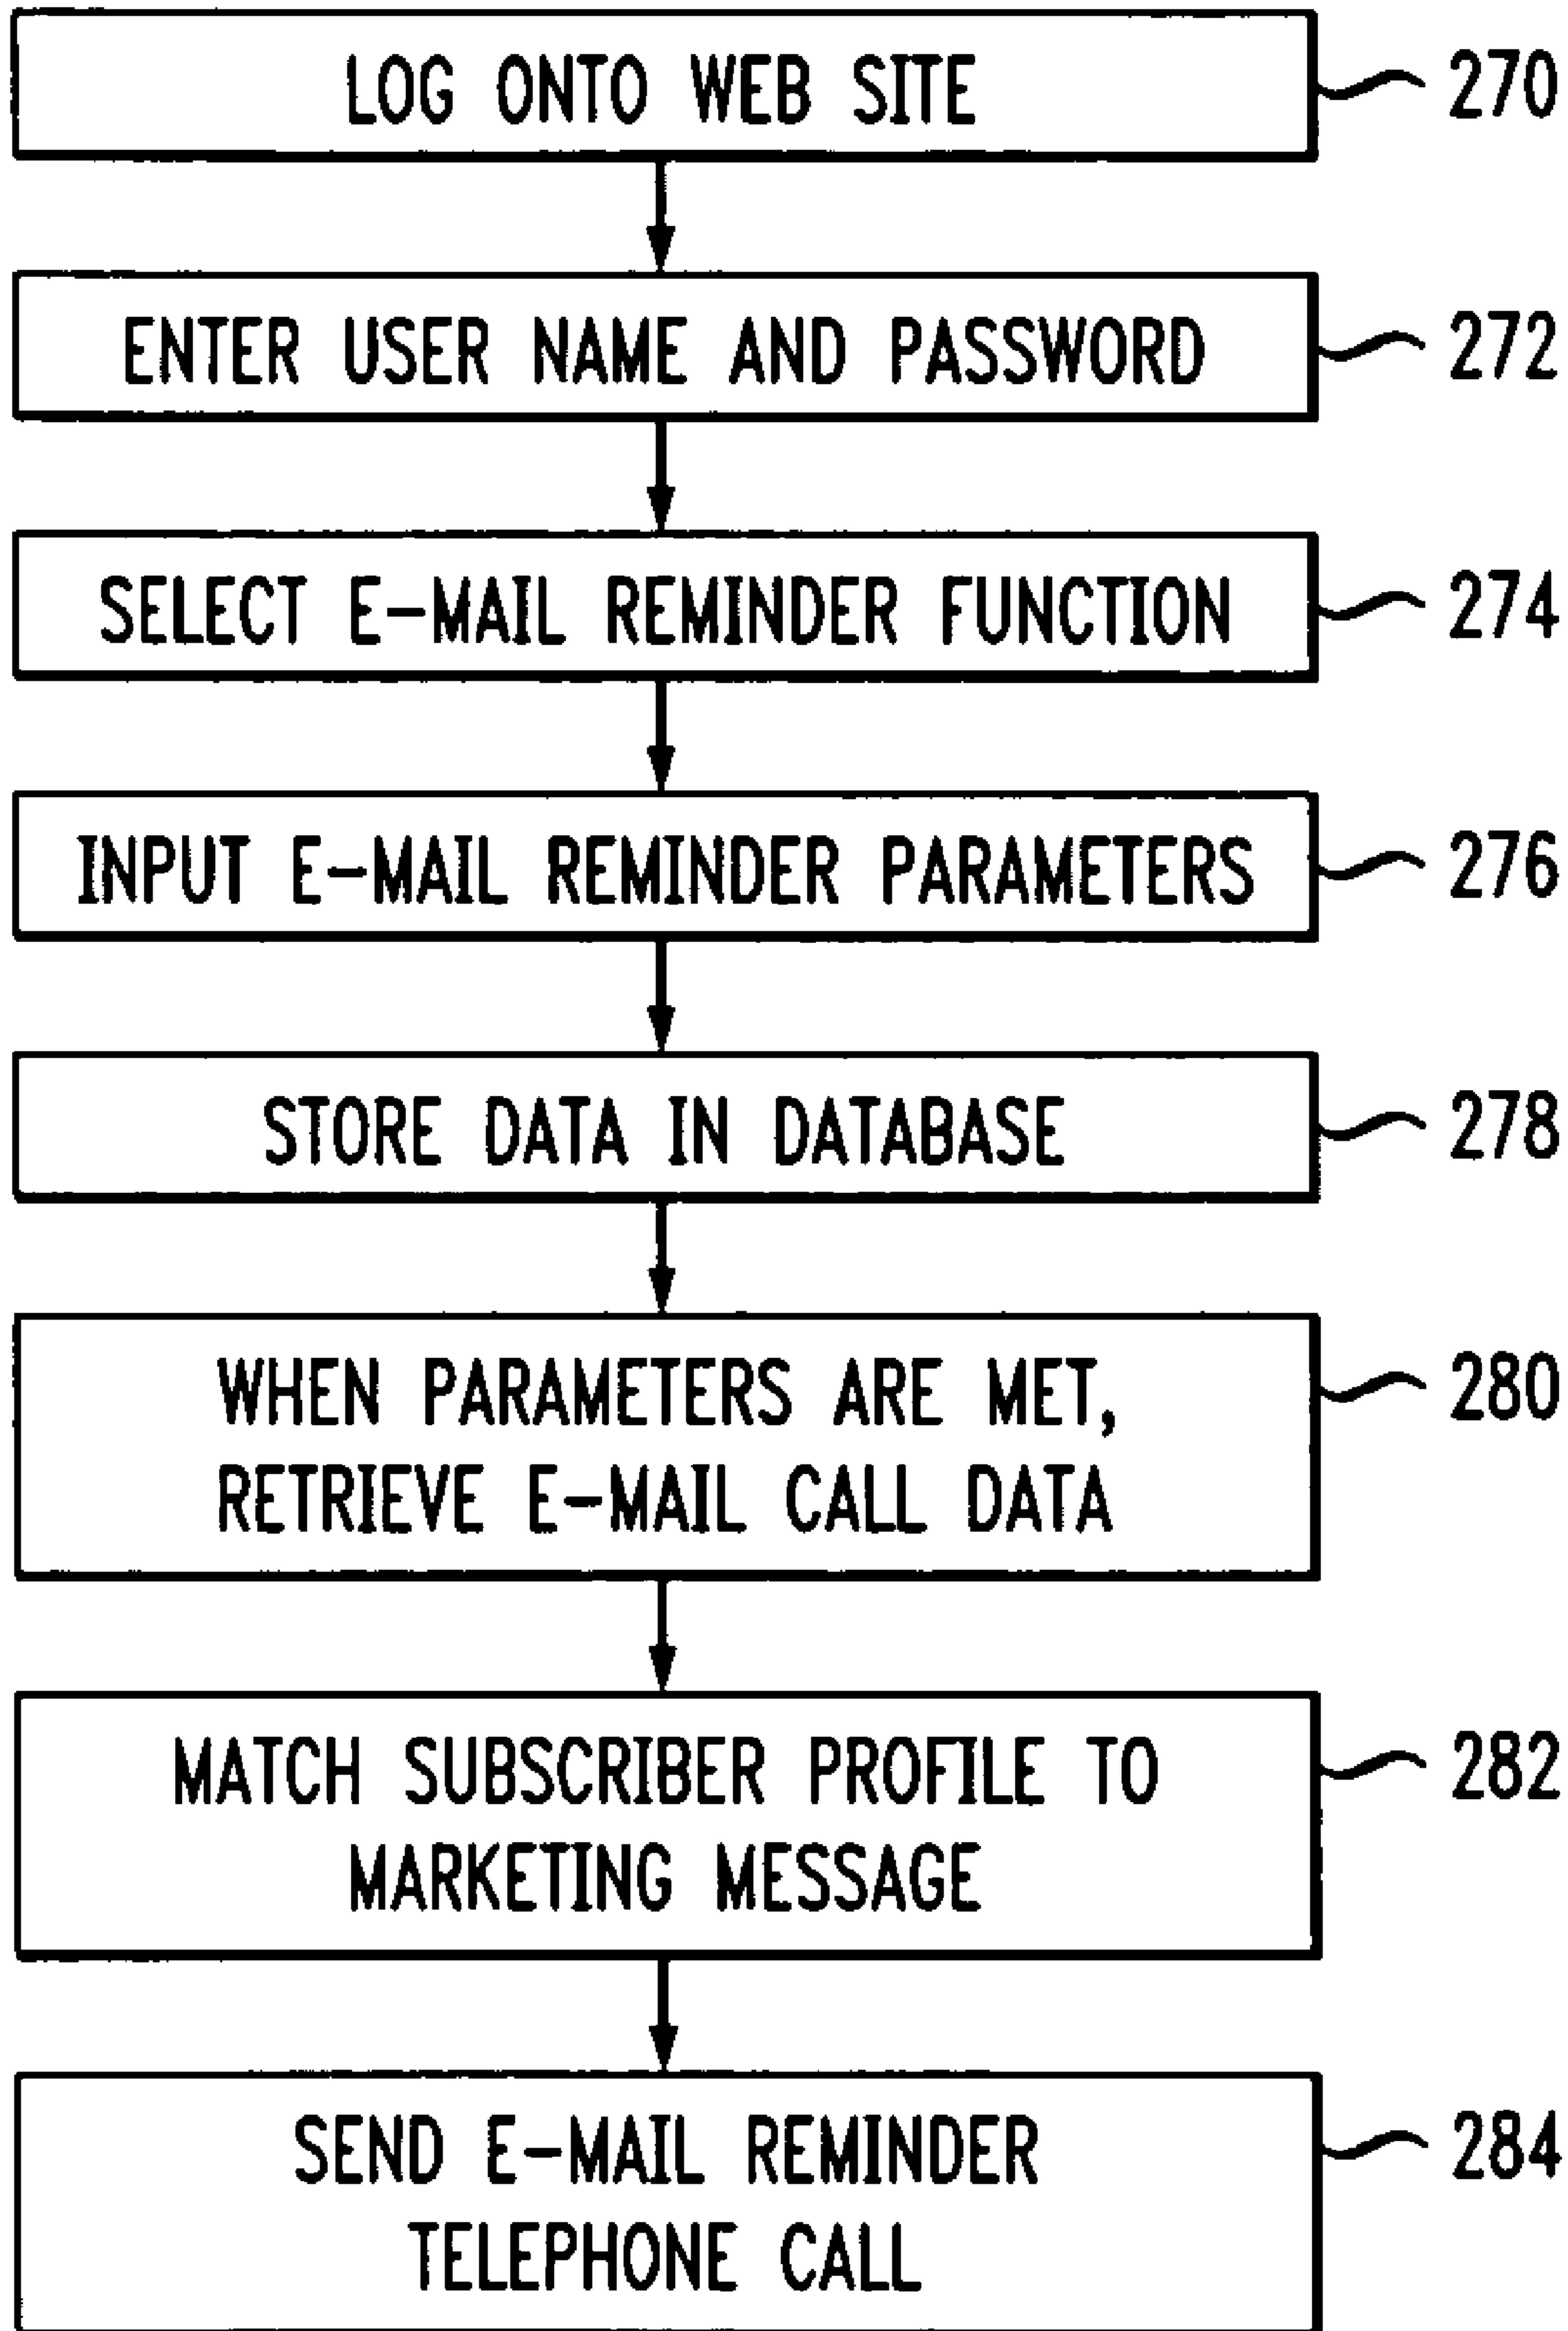 LOG ONTO WEB SITE 270
ENTER USER NAME AND PASSWORD 272
SELECT E-MAIL REMINDER FUNCTION 274
INPUT E-MAIL REMINDER PARAMETERS 276
STORE DATA IN DATABASE 278
WHEN PARAMETERS ARE MET, 280
RETRIEVE E-MAIL CALL DATA
MATCH SUBSCRIBER PROFILE TO 282
MARKETING MESSAGE
SEND E-MAIL REMINDER 284
TELEPHONE CALL